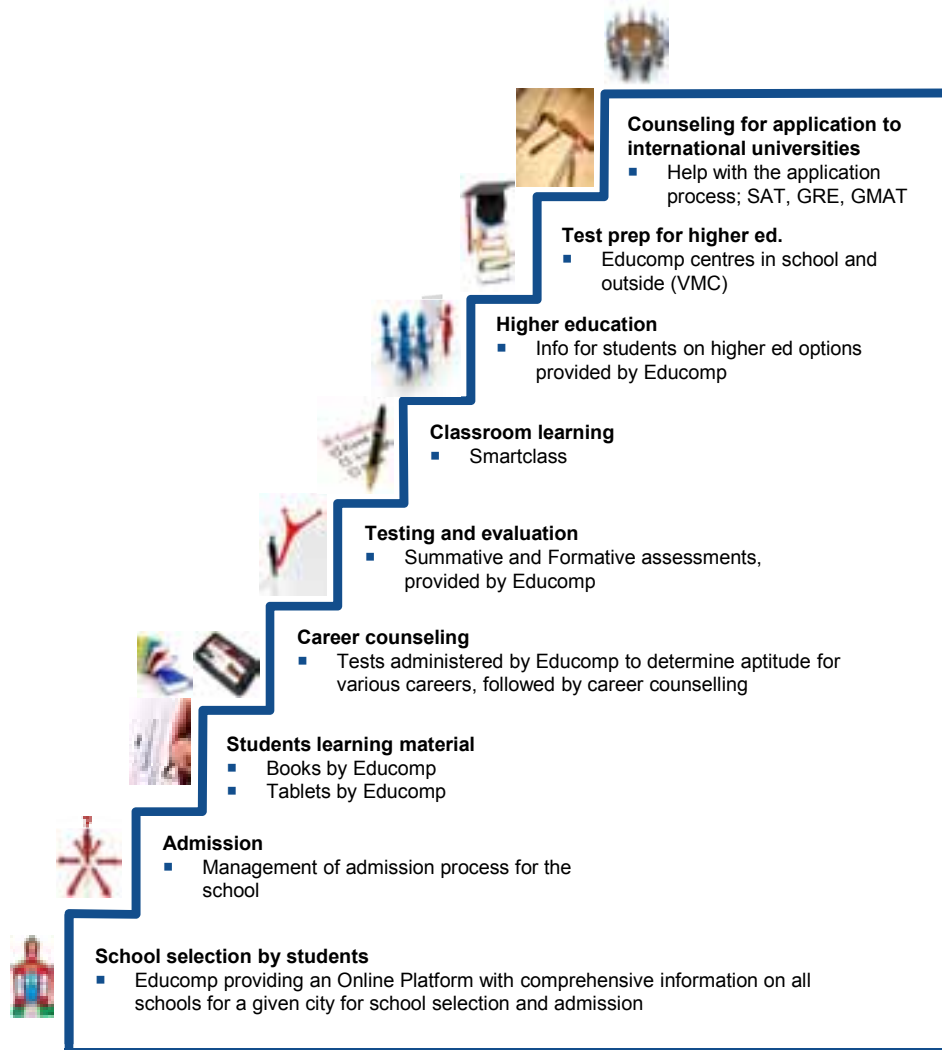 Counseling for application to
international universities
▪ Help with the application
process; SAT, GRE, GMAT
Test prep for higher ed.
▪ Educomp centres in school and
outside (VMC)
Higher education
▪ Info for students on higher ed options
provided by Educomp
Classroom learning
▪ Smartclass
Testing and evaluation
▪ Summative and Formative assessments,
provided by Educomp
Career counseling
▪ Tests administered by Educomp to determine aptitude for
various careers, followed by career counselling
Students learning material
▪ Books by Educomp
▪ Tablets by Educomp
Admission
▪ Management of admission process for the
school
School selection by students
▪ Educomp providing an Online Platform with comprehensive information on all
schools for a given city for school selection and admission